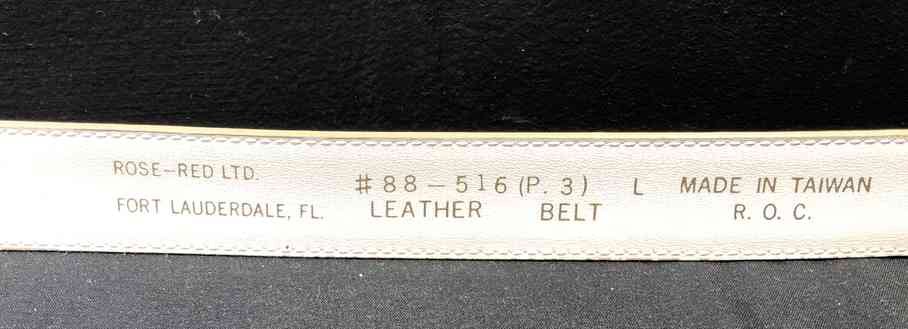 ROSE-RED LTD.
FORT LAUDERDALE, FL.
#88-516 (P. 3) L
LEATHER BELT
MADE IN TAIWAN
R. O. C.